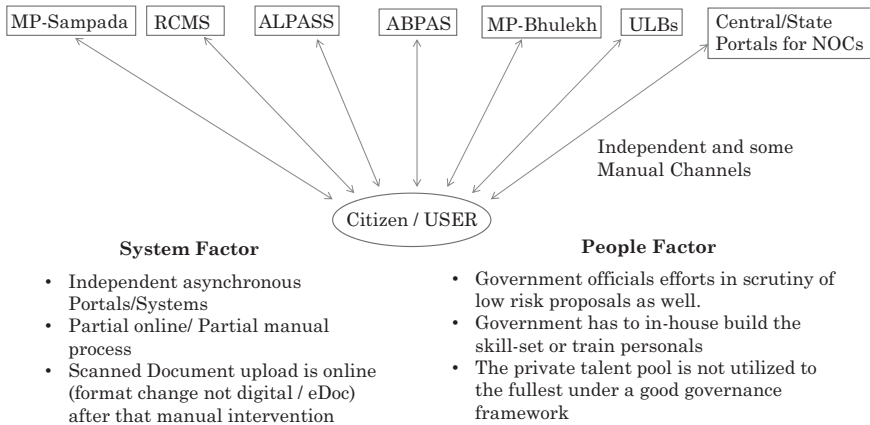 MP-Sampada RCMS ALPASS ABPAS MP-Bhulekh ULBs Central/State
Portals for NOCs
Independent and some
Manual Channels
Citizen / USER
System Factor
• Independent asynchronous
Portals/Systems
• Partial online/ Partial manual
process
• Scanned Document upload is online
(format change not digital / eDoc)
after that manual intervention
People Factor
• Government officials efforts in scrutiny of
low risk proposals as well.
• Government has to in-house build the
skill-set or train personals
• The private talent pool is not utilized to
the fullest under a good governance
framework